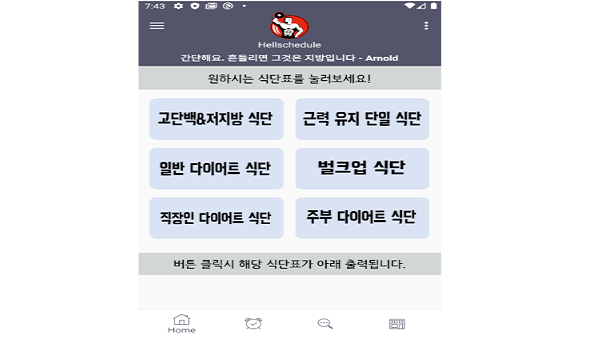 7:43
Hellschedule
간단해요. 흔들리면 그것은 지방입니다 - Arnold
원하시는 식단표를 눌러보세요!
고단백&저지방 식단
근력 유지 단일 식단
일반 다이어트 식단
벌크업 식단
직장인 다이어트 식단
주부 다이어트 식단
버튼 클릭시 해당 식단표가 아래 출력됩니다.
Home